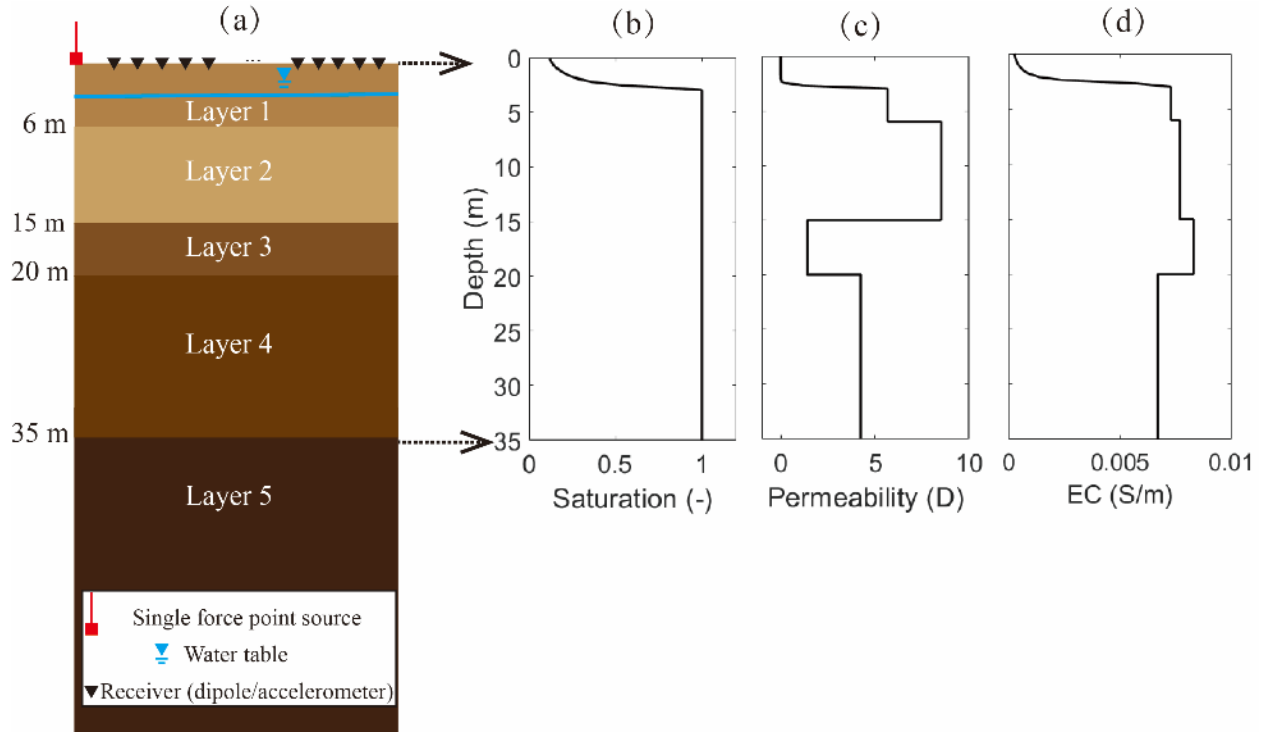 (a)
(b)
(c)
(d)
...
Layer 1
6 m
Layer 2
15 m
Layer 3
20 m
Layer 4
35 m
Layer 5
Single force point source
Water table
Receiver (dipole/accelerometer)
Depth (m)
0
5
10
15
20
25
30
35
0 0.5 1
Saturation (-)
0 5 10
Permeability (D)
0 0.005 0.01
EC (S/m)